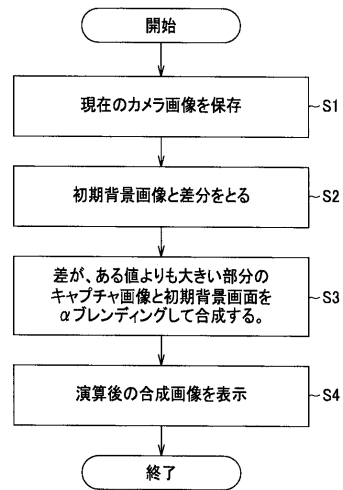 開始
現在のカメラ画像を保存
~S1
初期背景画像と差分をとる
~S2
差が、ある値よりも大きい部分の
キャプチャ画像と初期背景画面を
αブレンディングして合成する。
~S3
演算後の合成画像を表示
~S4
終了